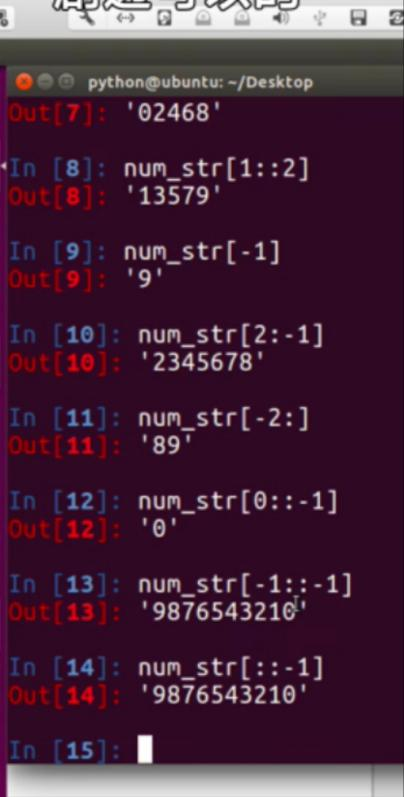 python@ubuntu: ~/Desktop
Out[7]: '02468'
In [8]: num_str[1::2]
Out[8]: '13579'
In [9]: num_str[-1]
Out[9]: '9'
In [10]: num_str[2:-1]
Out[10]: '2345678'
In [11]: num_str[-2:]
Out[11]: '89'
In [12]: num_str[0::-1]
Out[12]: '0'
In [13]: num_str[-1::-1]
Out[13]: '9876543210'
In [14]: num_str[::-1]
Out[14]: '9876543210'
In [15]: